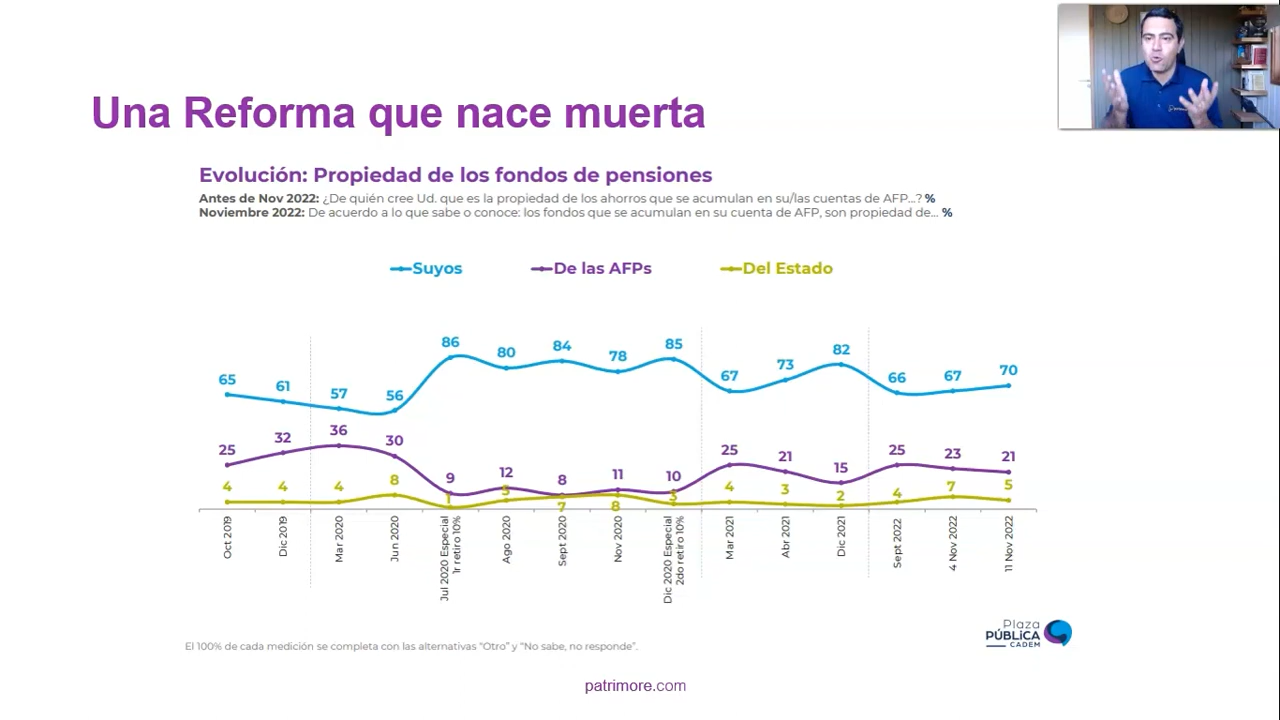 Una Reforma que nace muerta
Evolución: Propiedad de los fondos de pensiones
Antes de Nov 2022: ¿De quién cree Ud. que es la propiedad de los ahorros que se acumulan en su/las cuentas de AFP...? %
Noviembre 2022: De acuerdo a lo que sabe o conoce: los fondos que se acumulan en su cuenta de AFP, son propiedad de... %
Suyos De las AFPs Del Estado
65 61 57 56 86 80 84 78 85 67 73 82 66 67 70
25 32 36 30 9 12 8 11 10 25 21 15 25 23 21
4 4 4 8 1 5 7 8 3 4 3 2 4 7 5
Oct 2019
Dic 2019
Mar 2020
Jun 2020
Jul 2020 Especial
1r retiro 10%
Ago 2020
Sept 2020
Nov 2020
Dic 2020 Especial
2do retiro 10%
Mar 2021
Abr 2021
Dic 2021
Sept 2022
4 Nov 2022
11 Nov 2022
El 100% de cada medición se completa con las alternativas "Otro" y "No sabe, no responde".
Plaza
PÚBLICA
CADEM
patrimore.com